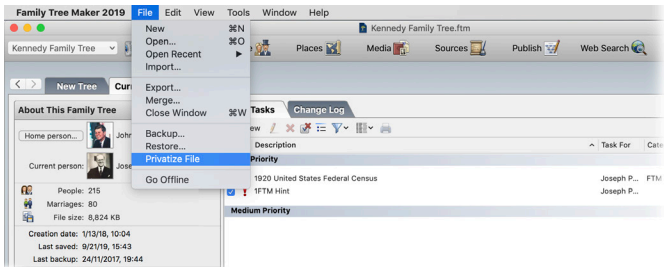 Family Tree Maker 2019 File Edit View Tools Window Help
Kennedy Family Tree.ftm
Kennedy Family Tree
Places Media Sources Publish Web Search
New Tree
Tasks Change Log
New ⌘N
Open... ⌘O
Open Recent
Import...
Export...
Merge...
Close Window ⌘W
Backup...
Restore...
Privatize File
Go Offline
About This Family Tree
Home person... John
Current person: Jose
People: 215
Marriages: 80
File size: 8,824 KB
Creation date: 1/13/18, 10:04
Last saved: 9/21/19, 15:43
Last backup: 24/11/2017, 19:44
Description Task For Cate
Priority
1920 United States Federal Census Joseph P... FTM
1FTM Hint Joseph P...
Medium Priority